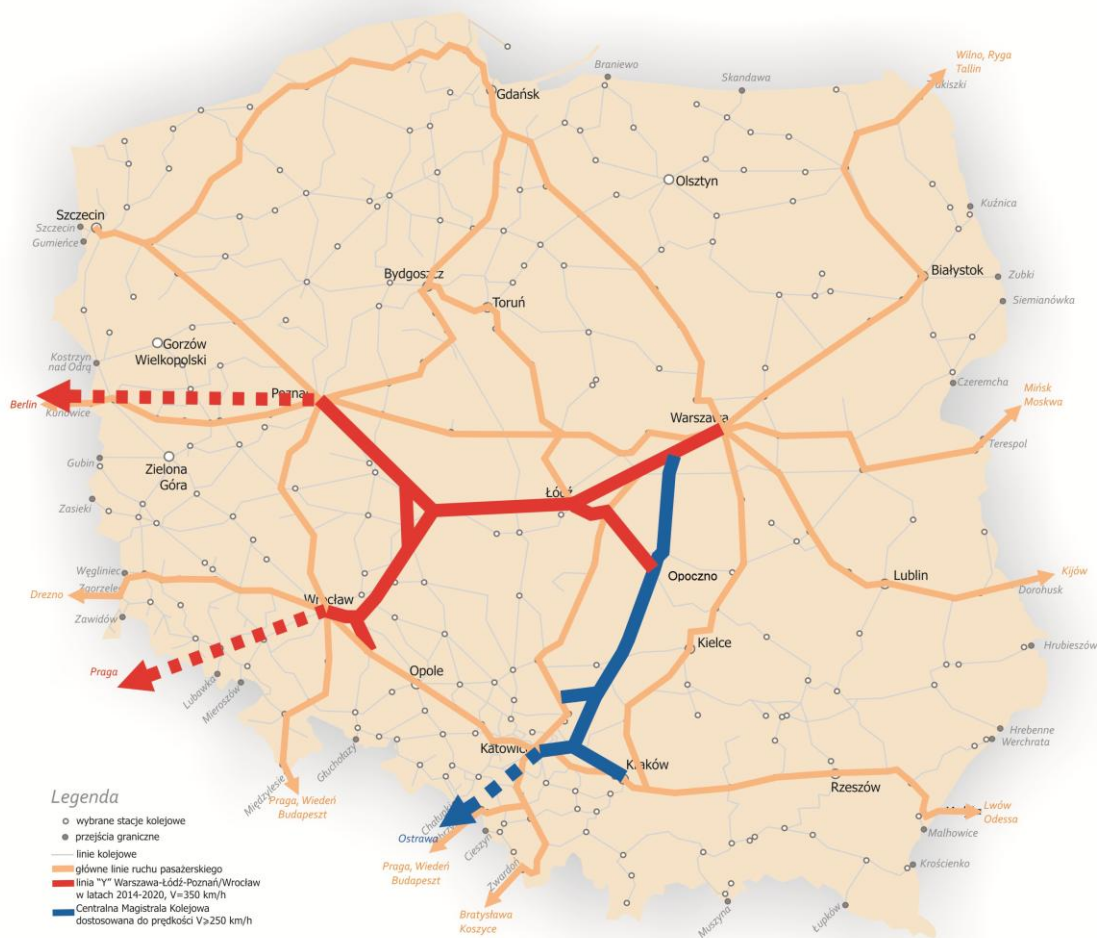 Wilno, Ryga
Tallin
Braniewo
Skandawa
Gdańsk
Olsztyn
Kuźnica
Szczecin
Szczecin
Gumieńce
Białystok
Zubki
Siemianówka
Bydgoszcz
Toruń
Gorzów
Wielkopolski
Kostrzyn
nad Odrą
Czeremcha
Mińsk
Moskwa
Berlin
Kunowice
Warszawa
Terespol
Gubin
Zielona
Góra
Łódź
Zasieki
Opoczno
Węgliniec
Zgorzelec
Lublin
Kijów
Dorohusk
Drezno
Zawidów
Wrocław
Kielce
Hrubieszów
Praga
Lubawka
Mieroszów
Opole
Głuchołazy
Hrebenne
Werchrata
Katowice
Kraków
Rzeszów
Międzylesie
Praga, Wiedeń
Budapeszt
Lwów
Odessa
Malhowice
Ostrawa
Cieszyn
Praga, Wiedeń
Budapeszt
Zwardoń
Krościenko
Bratysława
Koszyce
Muszyna
Łupków
Legenda
wybrane stacje kolejowe
przejścia graniczne
linie kolejowe
główne linie ruchu pasażerskiego
linia "Y" Warszawa-Łódź-Poznań/Wrocław
w latach 2014-2020, V=350 km/h
Centralna Magistrala Kolejowa
dostosowana do prędkości V⩾250 km/h